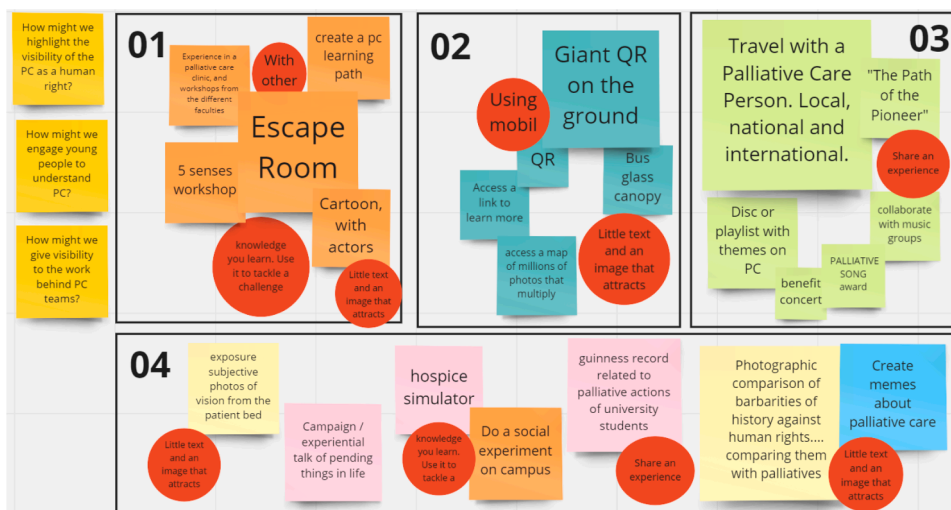 How might we
highlight the
visibility of the
PC as a human
right?
How might we
engage young
people to
understand
PC?
How might we
give visibility
to the work
behind PC
teams?
01
Experience in a
palliative care
clinic, and
workshops from
the different
faculties
With
other
create a pc
learning
path
Escape
Room
5 senses
workshop
Cartoon,
with
actors
knowledge
you learn. Use
it to tackle a
challenge
Little text
and an
image that
attracts
02
Giant QR
on the
ground
Using
mobil
QR
Bus
glass
canopy
Access a
link to
learn more
access a map
of millions of
photos that
multiply
Little text
and an
image that
attracts
03
Travel with a
Palliative Care
Person. Local,
national and
international.
"The Path
of the
Pioneer"
Share an
experience
Disc or
playlist with
themes on
PC
benefit
concert
PALLIATIVE
SONG
award
collaborate
with music
groups
04
exposure
subjective
photos of
vision from the
patient bed
Little text
and an
image that
attracts
Campaign /
experiential
talk of pending
things in life
hospice
simulator
knowledge
you learn.
Use it to
tackle a
Do a social
experiment
on campus
guinness record
related to
palliative actions
of university
students
Share an
experience
Photographic
comparison of
barbarities of
history against
human rights....
comparing them
with palliatives
Create
memes
about
palliative care
Little text
and an
image that
attracts